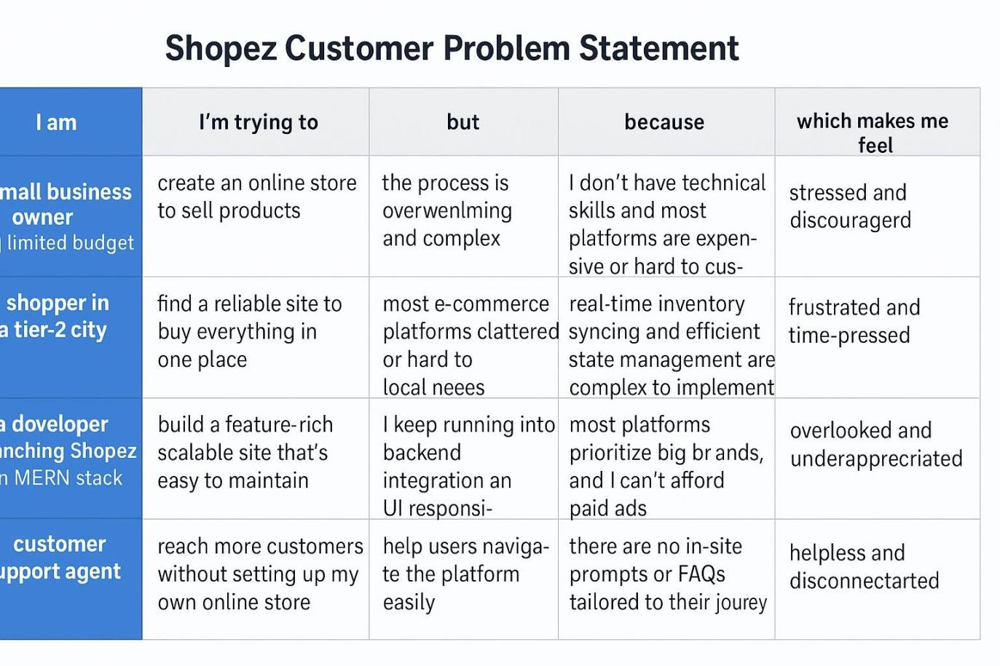 Shopez Customer Problem Statement
I am
I'm trying to
but
because
which makes me
feel
mall business
owner
limited budget
create an online store
to sell products
the process is
overwenlming
and complex
I don't have technical
skills and most
platforms are expen-
sive or hard to cus-
stressed and
discouragerd
shopper in
a tier-2 city
find a reliable site to
buy everything in
one place
most e-commerce
platforms clattered
or hard to
local neees
real-time inventory
syncing and efficient
state management are
complex to implement
frustrated and
time-pressed
a doveloper
nching Shopez
n MERN stack
build a feature-rich
scalable site that's
easy to maintain
I keep running into
backend
integration an
UI responsi-
most platforms
prioritize big br ands,
and I can't afford
paid ads
overlooked and
underapprecriated
customer
upport agent
reach more customers
without setting up my
own online store
help users naviga-
te the platform
easily
there are no in-site
prompts or FAQs
tailored to their jourey
helpless and
disconnectarted